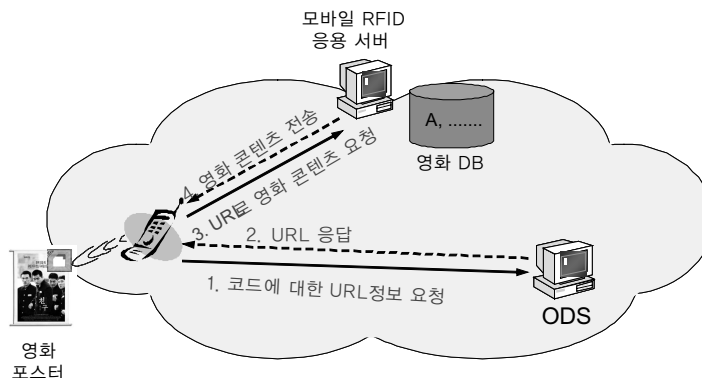 모바일 RFID
응용 서버
A, .......
영화 DB
4. 영화 콘텐츠 전송
3. URL로 영화 콘텐츠 요청
2. URL 응답
1. 코드에 대한 URL정보 요청
ODS
영화
포스터